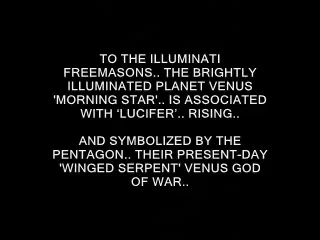 TO THE ILLUMINATI
FREEMASONS.. THE BRIGHTLY
ILLUMINATED PLANET VENUS
'MORNING STAR'.. IS ASSOCIATED
WITH ‘LUCIFER’.. RISING..
AND SYMBOLIZED BY THE
PENTAGON.. THEIR PRESENT-DAY
'WINGED SERPENT' VENUS GOD
OF WAR..